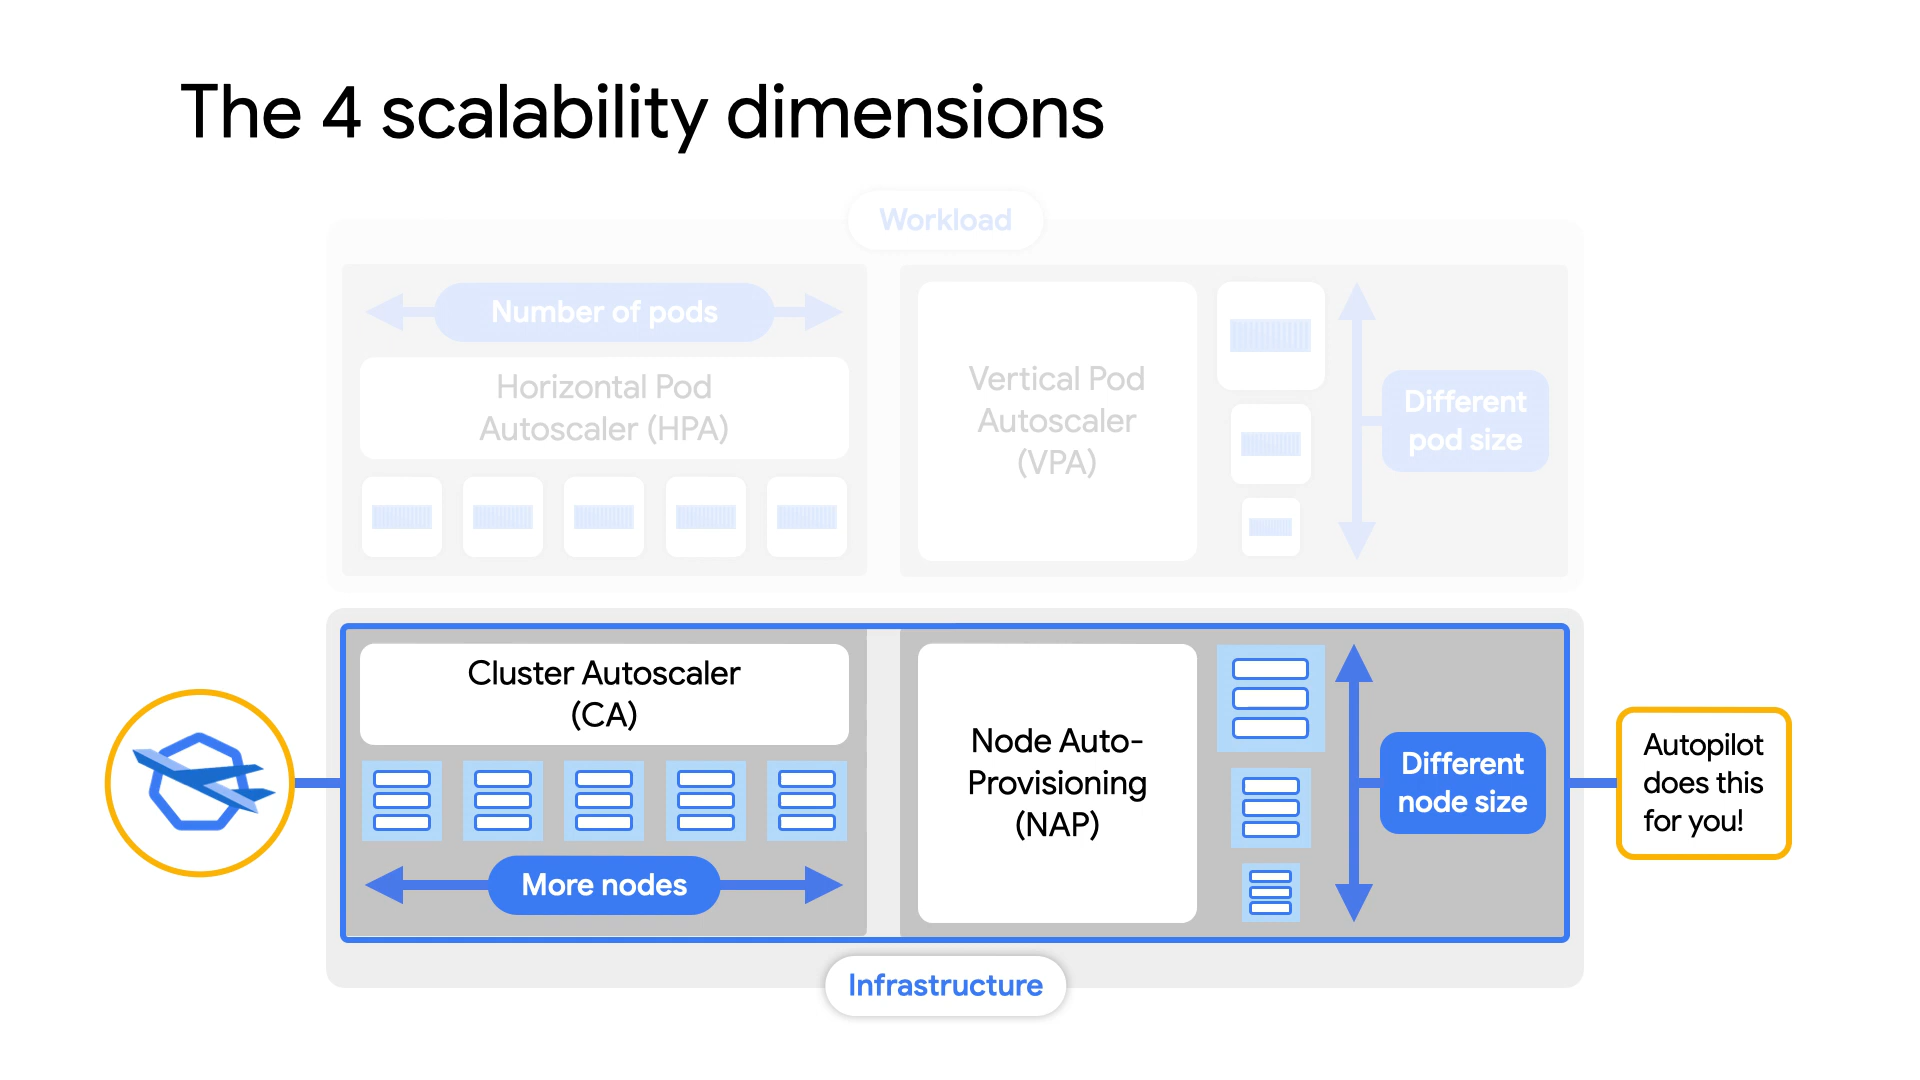 The 4 scalability dimensions
Workload
Number of pods
Horizontal Pod
Autoscaler (HPA)
Vertical Pod
Autoscaler
(VPA)
Different
pod size
Cluster Autoscaler
(CA)
More nodes
Node Auto-
Provisioning
(NAP)
Different
node size
Autopilot
does this
for you!
Infrastructure